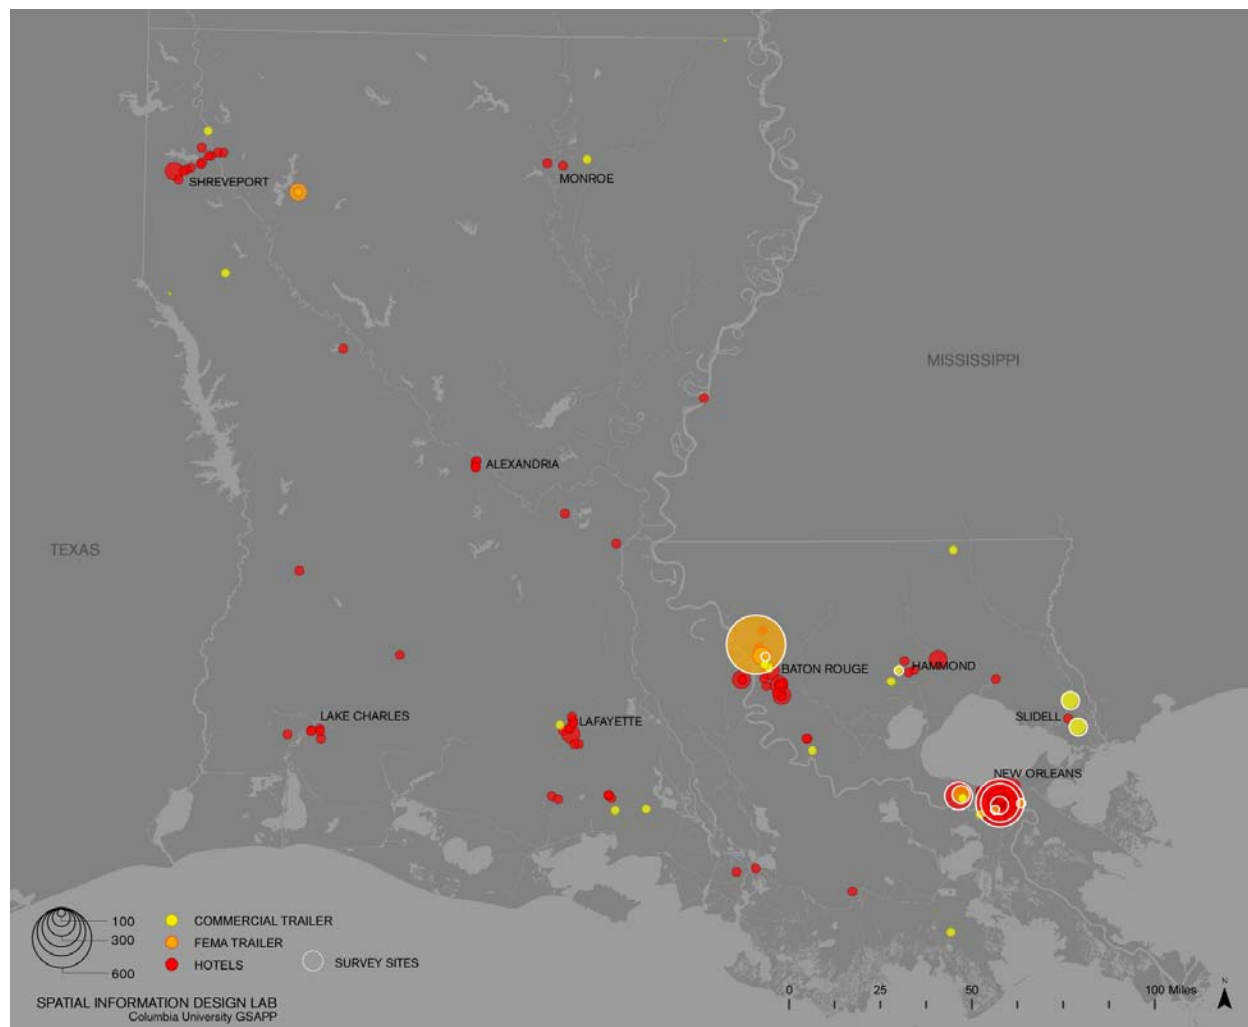 SHREVEPORT
MONROE
MISSISSIPPI
ALEXANDRIA
TEXAS
BATON ROUGE
HAMMOND
LAKE CHARLES
LAFAYETTE
SLIDELL
NEW ORLEANS
100
300
600
COMMERCIAL TRAILER
FEMA TRAILER
HOTELS
SURVEY SITES
0 25 50 100 Miles
N
SPATIAL INFORMATION DESIGN LAB
Columbia University GSAPP